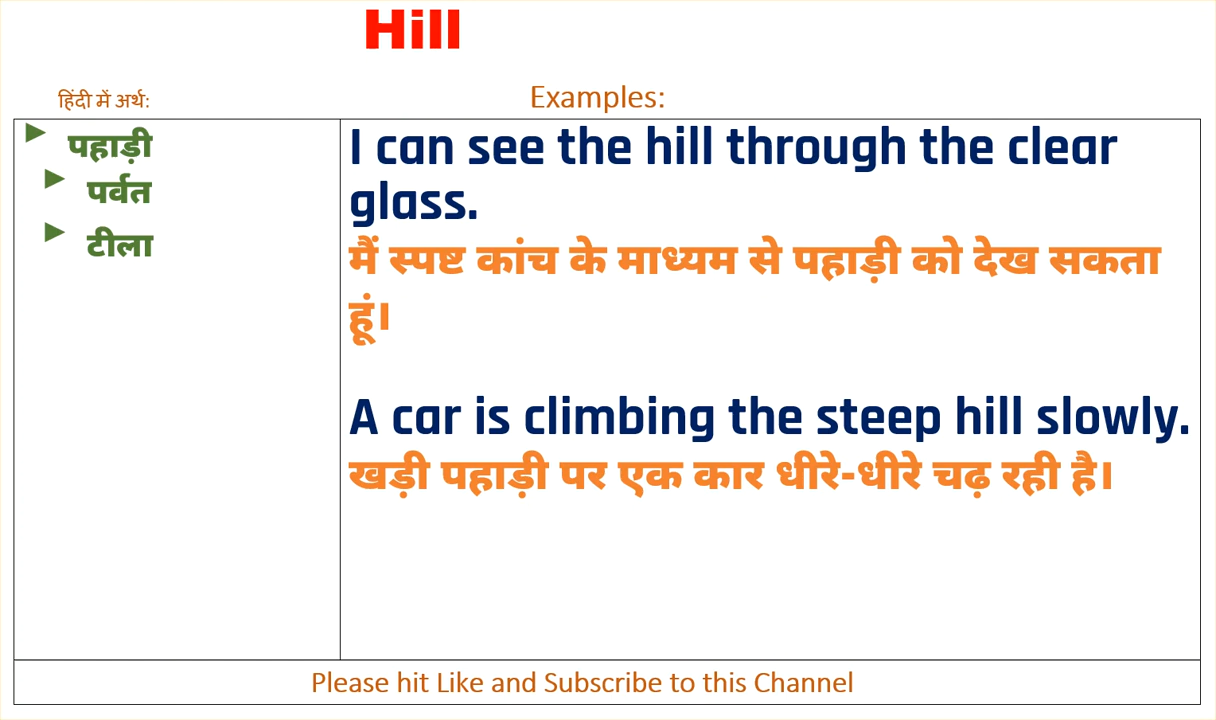 Hill
हिंदी में अर्थ:
Examples:
पहाड़ी
पर्वत
टीला
I can see the hill through the clear
glass.
मैं स्पष्ट कांच के माध्यम से पहाड़ी को देख सकता
हूं।
A car is climbing the steep hill slowly.
खड़ी पहाड़ी पर एक कार धीरे-धीरे चढ़ रही है।
Please hit Like and Subscribe to this Channel